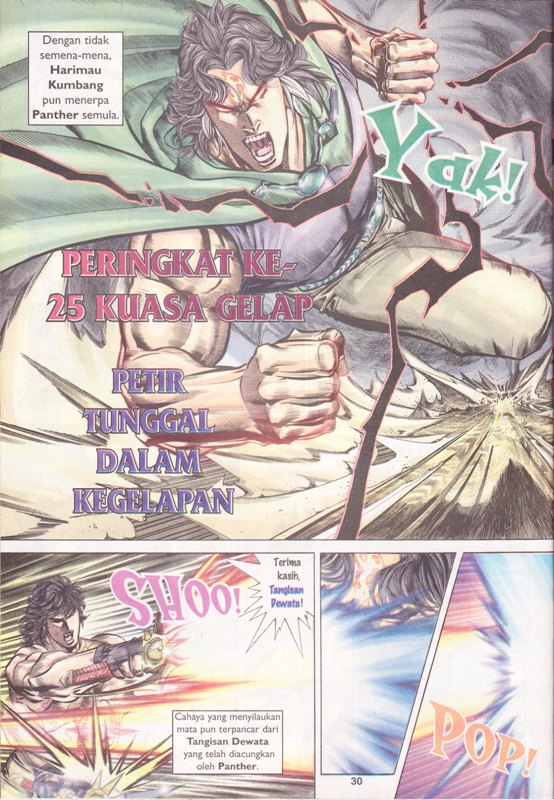 Dengan tidak
semena-mena,
Harimau
Kumbang
pun menerpa
Panther semula.
Yak!
PERINGKAT KE-
25 KUASA GELAP
PETIR
TUNGGAL
DALAM
KEGELAPAN
SHOO!
Terima
kasih,
Tangisan
Dewata!
Cahaya yang menyilaukan
mata pun terpancar dari
Tangisan Dewata
yang telah diacungkan
oleh Panther.
POP!
30